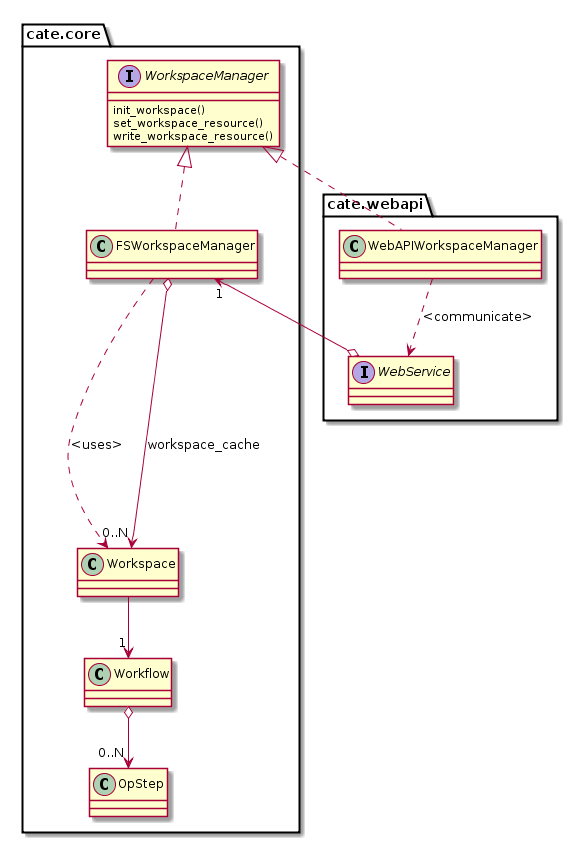 cate.core
I WorkspaceManager
init_workspace()
set_workspace_resource()
write_workspace_resource()
cate.webapi
C FSWorkspaceManager
C WebAPIWorkspaceManager
1
<communicate>
I WebService
<uses>
workspace_cache
0..N
C Workspace
1
C Workflow
0..N
C OpStep